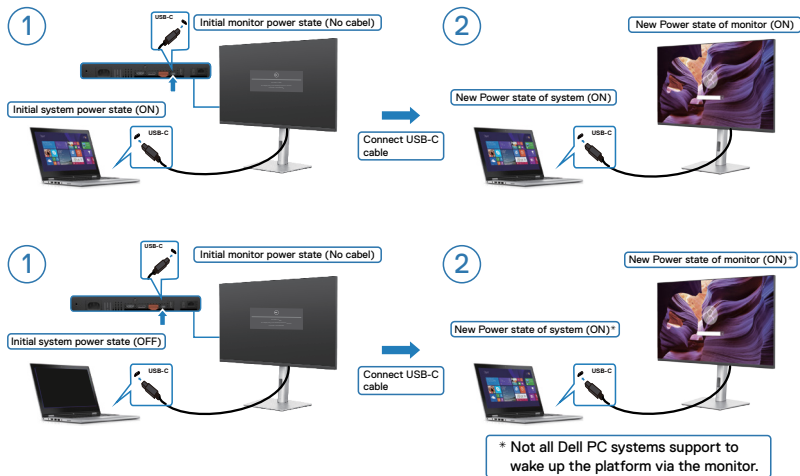 1
USB-C
Initial monitor power state (No cabel)
Initial system power state (ON)
USB-C
Connect USB-C
cable
2
New Power state of monitor (ON)
New Power state of system (ON)
USB-C
1
USB-C
Initial monitor power state (No cabel)
Initial system power state (OFF)
USB-C
Connect USB-C
cable
2
New Power state of monitor (ON)*
New Power state of system (ON)*
USB-C
* Not all Dell PC systems support to
wake up the platform via the monitor.